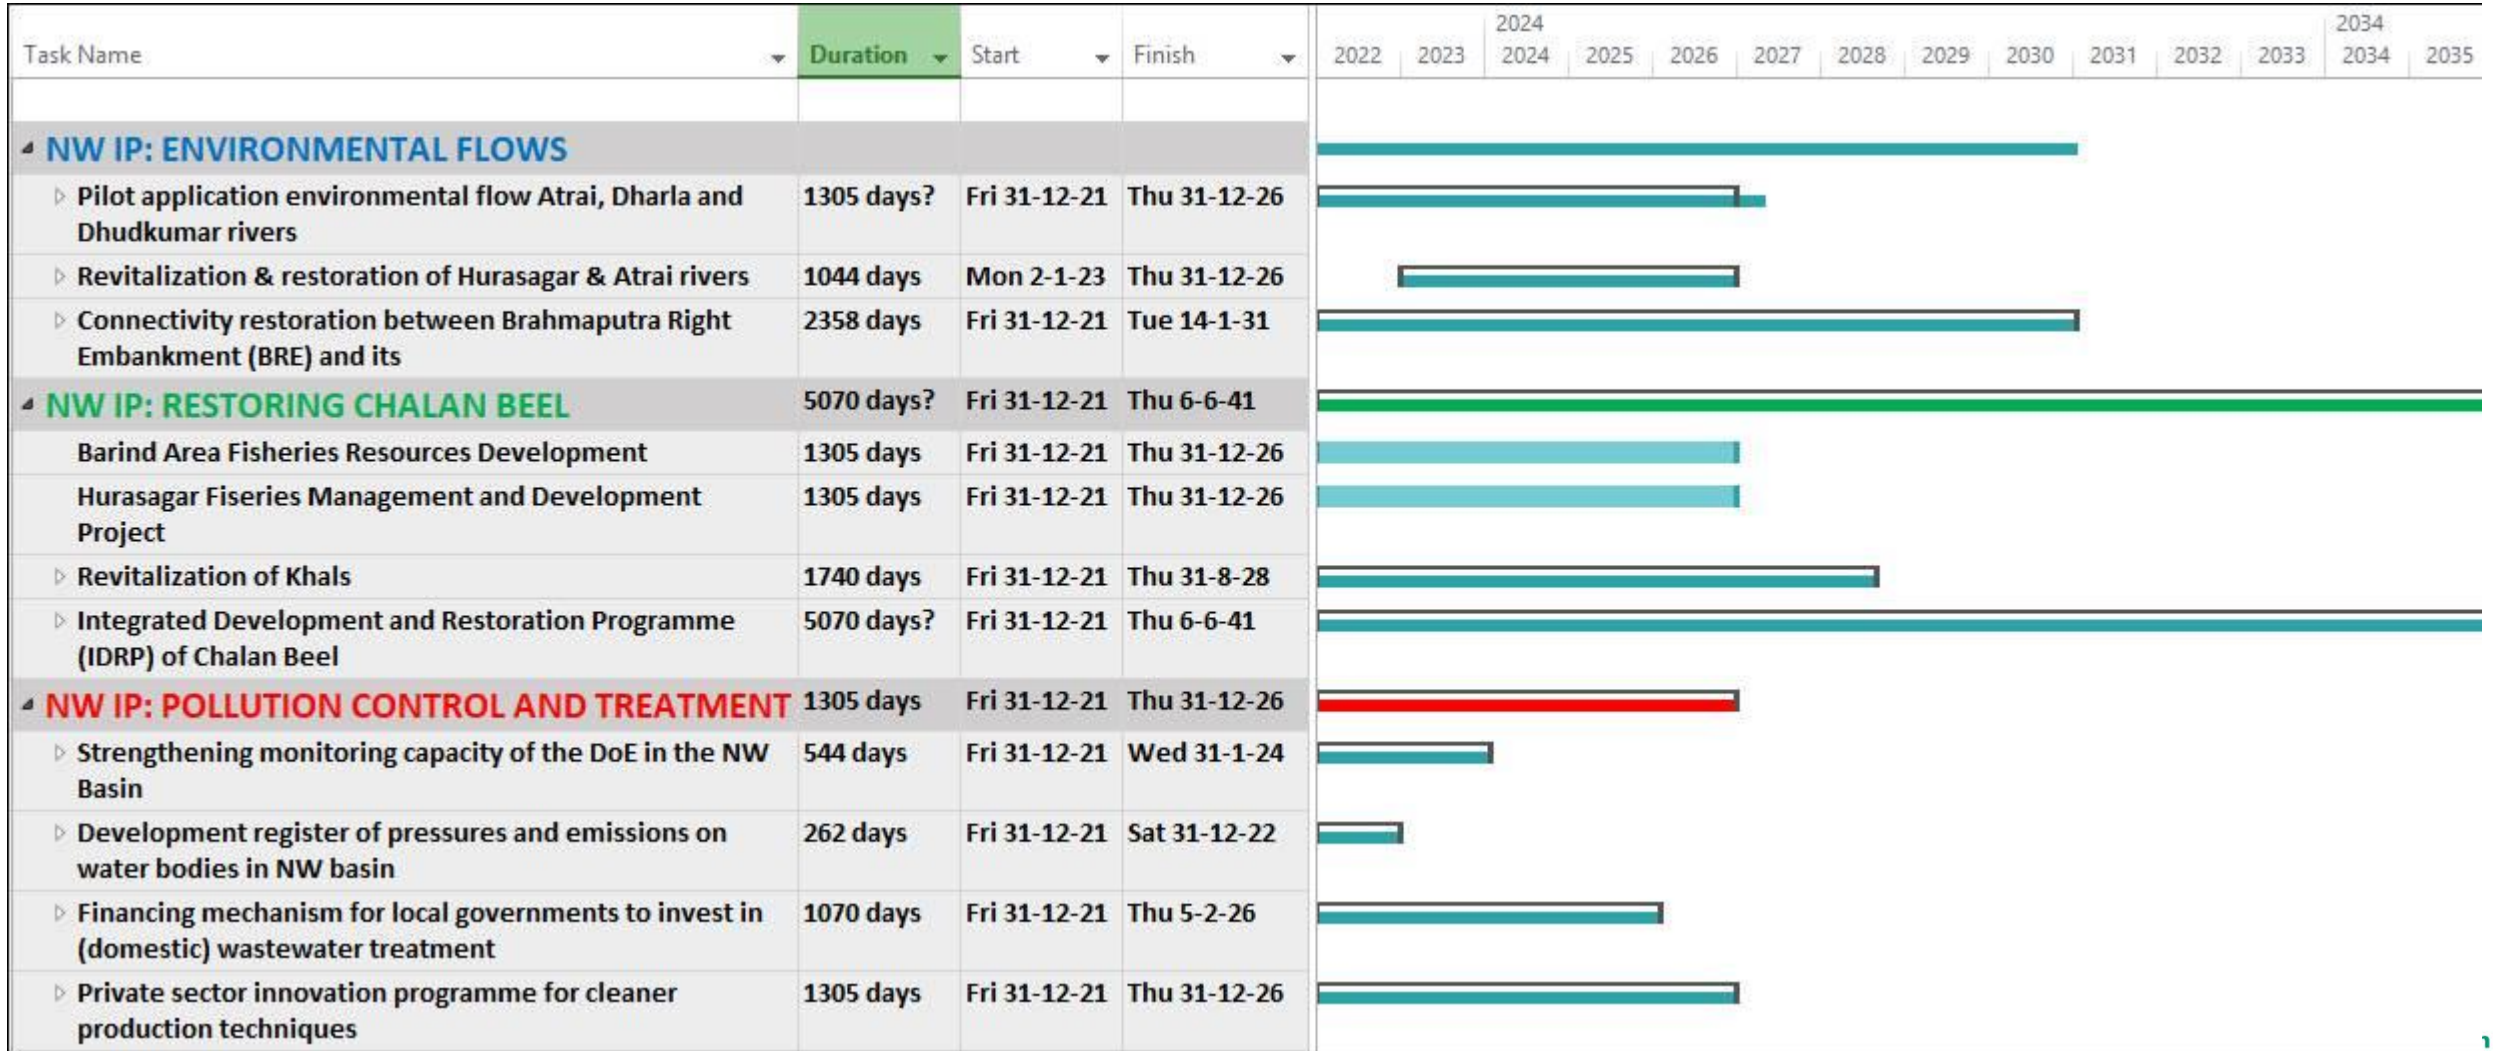 2024 2034
Task Name Duration Start Finish 2022 2023 2024 2025 2026 2027 2028 2029 2030 2031 2032 2033 2034 2035
NW IP: ENVIRONMENTAL FLOWS
Pilot application environmental flow Atrai, Dharla and 1305 days? Fri 31-12-21 Thu 31-12-26
Dhudkumar rivers
Revitalization & restoration of Hurasagar & Atrai rivers 1044 days Mon 2-1-23 Thu 31-12-26
Connectivity restoration between Brahmaputra Right 2358 days Fri 31-12-21 Tue 14-1-31
Embankment (BRE) and its
NW IP: RESTORING CHALAN BEEL 5070 days? Fri 31-12-21 Thu 6-6-41
Barind Area Fisheries Resources Development 1305 days Fri 31-12-21 Thu 31-12-26
Hurasagar Fiseries Management and Development 1305 days Fri 31-12-21 Thu 31-12-26
Project
Revitalization of Khals 1740 days Fri 31-12-21 Thu 31-8-28
Integrated Development and Restoration Programme 5070 days? Fri 31-12-21 Thu 6-6-41
(IDRP) of Chalan Beel
NW IP: POLLUTION CONTROL AND TREATMENT 1305 days Fri 31-12-21 Thu 31-12-26
Strengthening monitoring capacity of the DoE in the NW 544 days Fri 31-12-21 Wed 31-1-24
Basin
Development register of pressures and emissions on 262 days Fri 31-12-21 Sat 31-12-22
water bodies in NW basin
Financing mechanism for local governments to invest in 1070 days Fri 31-12-21 Thu 5-2-26
(domestic) wastewater treatment
Private sector innovation programme for cleaner 1305 days Fri 31-12-21 Thu 31-12-26
production techniques